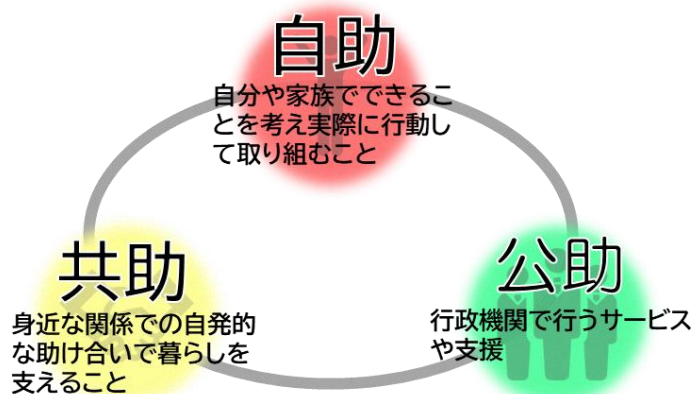 自助
自分や家族でできるこ
とを考え実際に行動し
て取り組むこと
共助
身近な関係での自発的
な助け合いで暮らしを
支えること
公助
行政機関で行うサービス
や支援